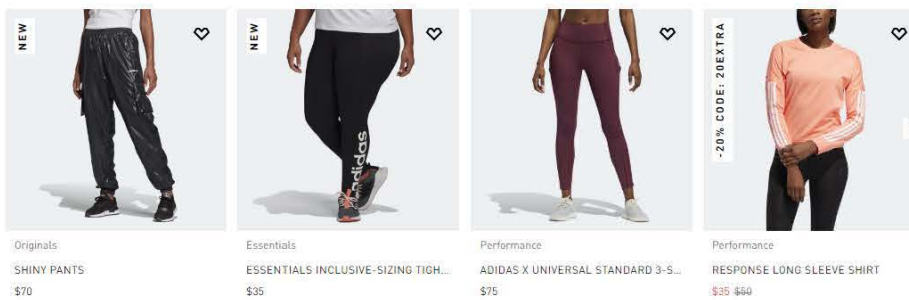 NEW
NEW
-20% CODE: 20EXTRA
adidas
Originals
Essentials
Performance
Performance
SHINY PANTS
ESSENTIALS INCLUSIVE-SIZING TIGH...
ADIDAS X UNIVERSAL STANDARD 3-S...
RESPONSE LONG SLEEVE SHIRT
$70
$35
$75
$35 $50